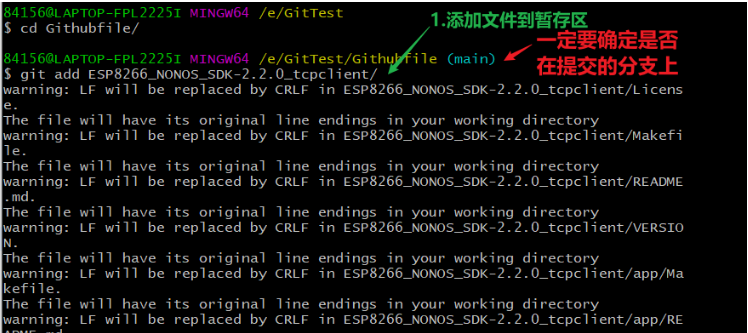 84156@LAPTOP-FPL2225I MINGW64 /e/GitTest
$ cd Githubfile/
1.添加文件到暂存区
84156@LAPTOP-FPL2225I MINGW64 /e/GitTest/Githubfile (main)
一定要确定是否
在提交的分支上
$ git add ESP8266_NONOS_SDK-2.2.0_tcpclient/
warning: LF will be replaced by CRLF in ESP8266_NONOS_SDK-2.2.0_tcpclient/Licens
e.
The file will have its original line endings in your working directory
warning: LF will be replaced by CRLF in ESP8266_NONOS_SDK-2.2.0_tcpclient/Makefi
le.
The file will have its original line endings in your working directory
warning: LF will be replaced by CRLF in ESP8266_NONOS_SDK-2.2.0_tcpclient/README
.md.
The file will have its original line endings in your working directory
warning: LF will be replaced by CRLF in ESP8266_NONOS_SDK-2.2.0_tcpclient/VERSIO
N.
The file will have its original line endings in your working directory
warning: LF will be replaced by CRLF in ESP8266_NONOS_SDK-2.2.0_tcpclient/app/Ma
kefile.
The file will have its original line endings in your working directory
warning: LF will be replaced by CRLF in ESP8266_NONOS_SDK-2.2.0_tcpclient/app/RE
ADME.md.